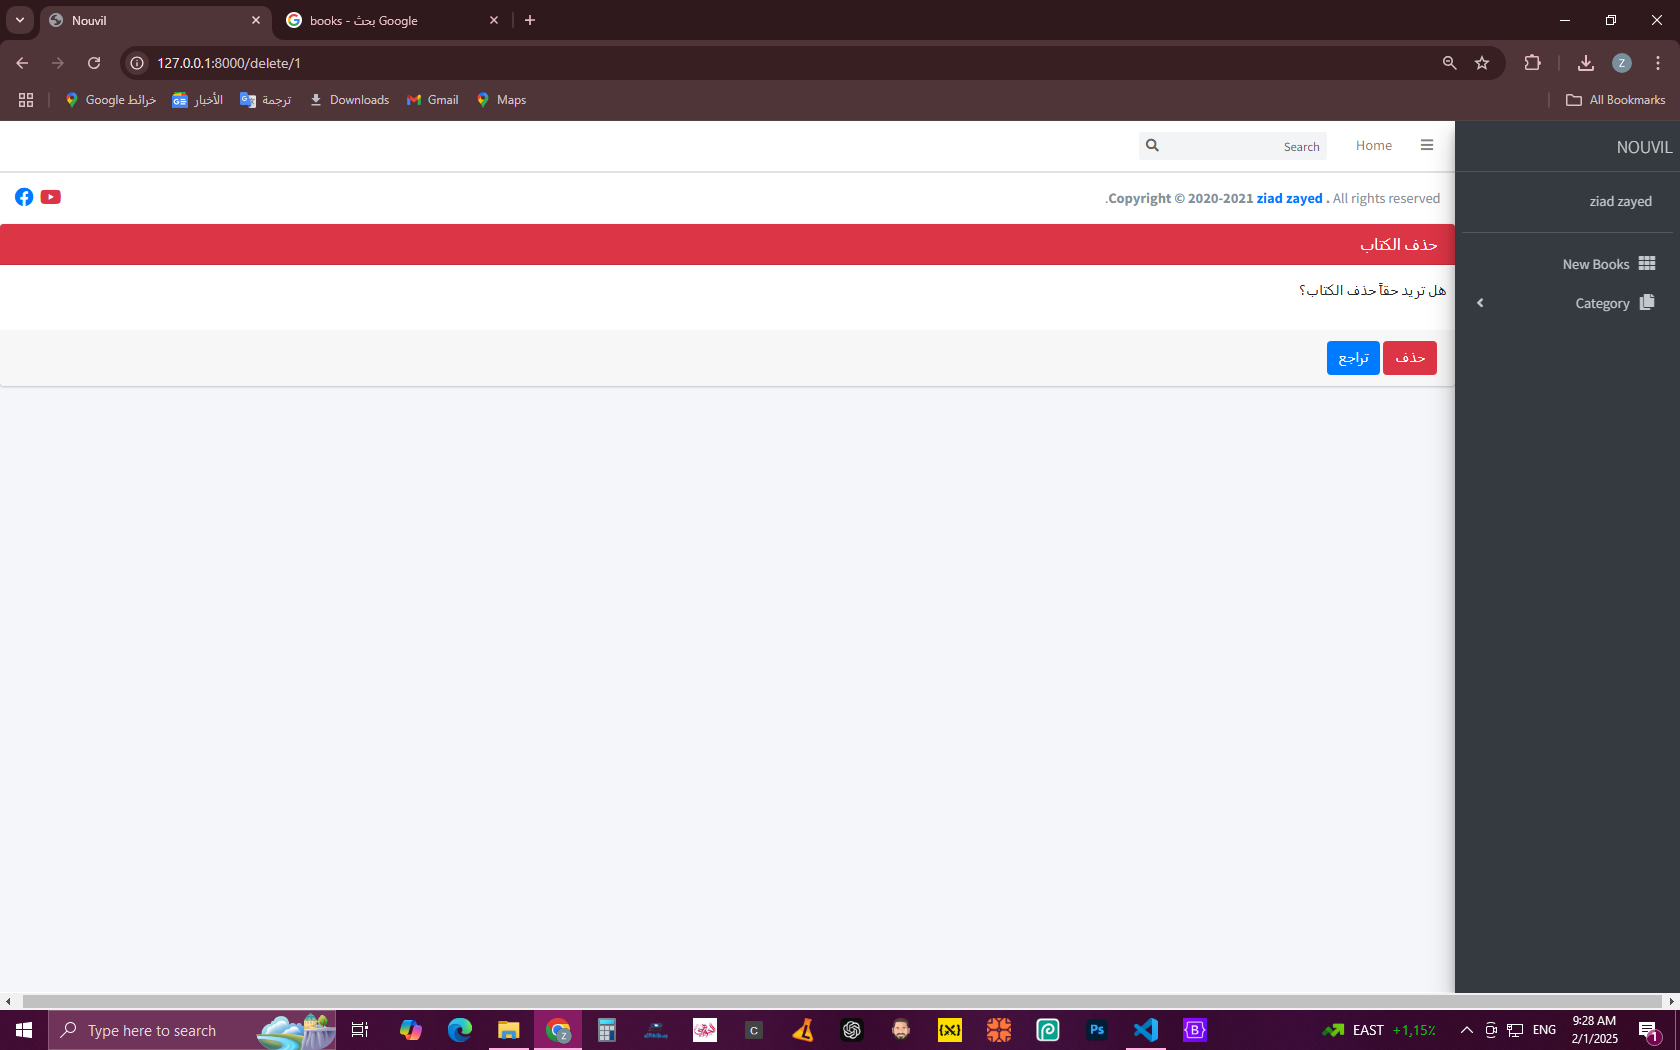 Nouvil
books - بحث Google
127.0.0.1:8000/delete/1
Z
خرائط Google
الأخبار
ترجمة
Downloads
Gmail
Maps
All Bookmarks
Search
Home
NOUVIL
Copyright © 2020-2021 ziad zayed . All rights reserved.
ziad zayed
حذف الكتاب
New Books
هل تريد حقاً حذف الكتاب؟
Category
حذف
تراجع
Type here to search
EAST +1,15%
ENG
9:28 AM
2/1/2025
1